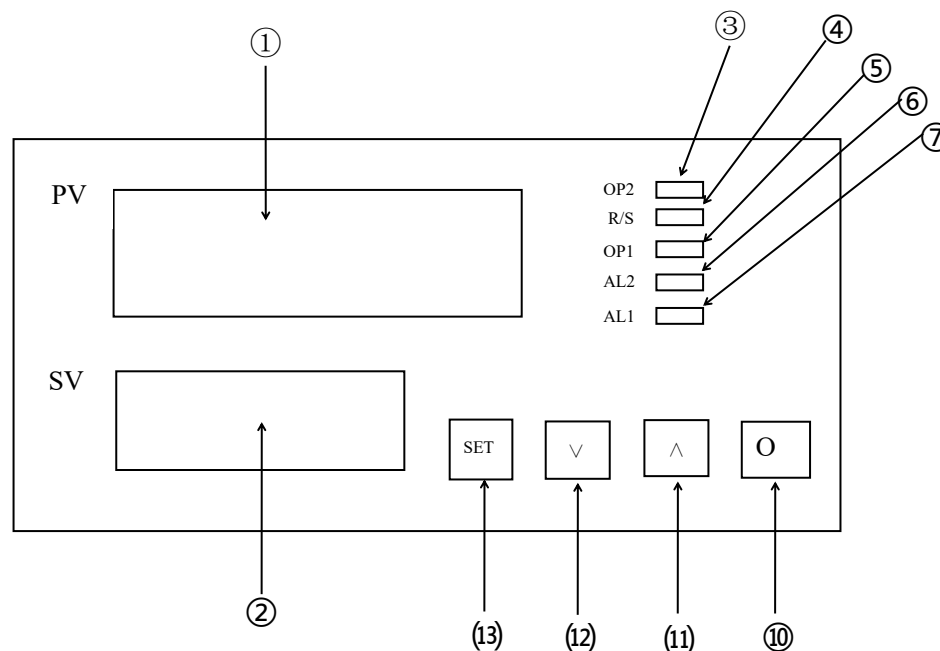 ①
③
④
⑤
⑥
⑦
PV
OP2
R/S
OP1
AL2
AL1
SV
SET
∨
∧
O
②
⒀
⑿
⑾
⑩